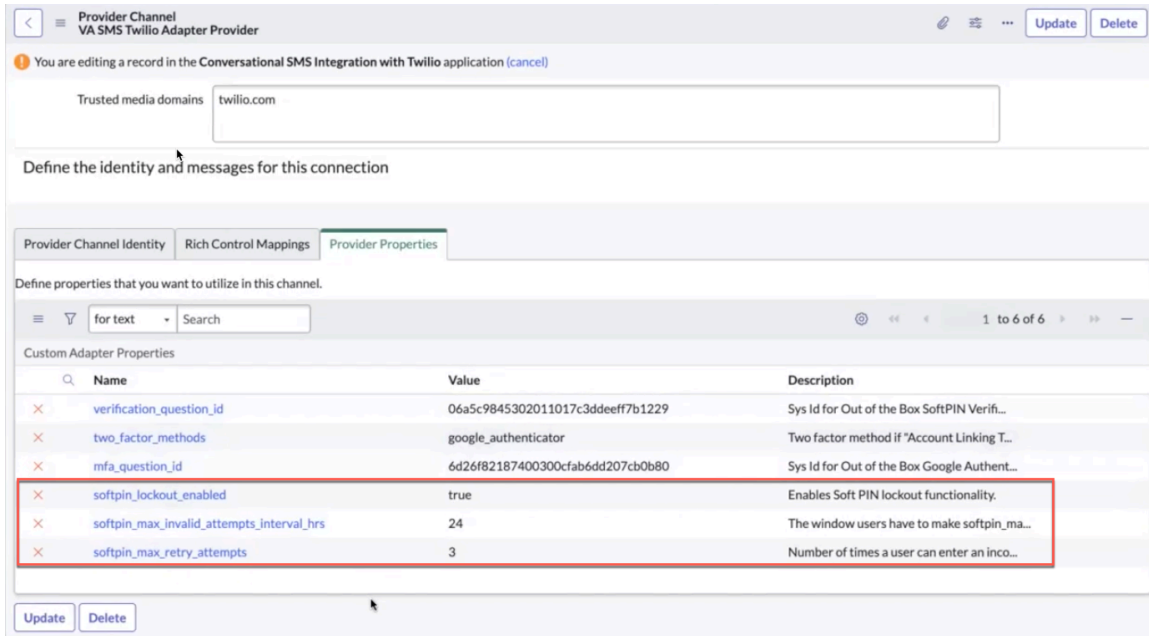 Provider Channel
VA SMS Twilio Adapter Provider
Update
Delete
You are editing a record in the Conversational SMS Integration with Twilio application (cancel)
Trusted media domains twilio.com
Define the identity and messages for this connection
Provider Channel Identity Rich Control Mappings Provider Properties
Define properties that you want to utilize in this channel.
for text Search 1 to 6 of 6
Custom Adapter Properties
Name Value Description
verification_question_id 06a5c9845302011017c3ddeeff7b1229 Sys Id for Out of the Box SoftPIN Verifi...
two_factor_methods google_authenticator Two factor method if "Account Linking T...
mfa_question_id 6d26f82187400300cfab6dd207cb0b80 Sys Id for Out of the Box Google Authent...
softpin_lockout_enabled true Enables Soft PIN lockout functionality.
softpin_max_invalid_attempts_interval_hrs 24 The window users have to make softpin_ma...
softpin_max_retry_attempts 3 Number of times a user can enter an inco...
Update Delete